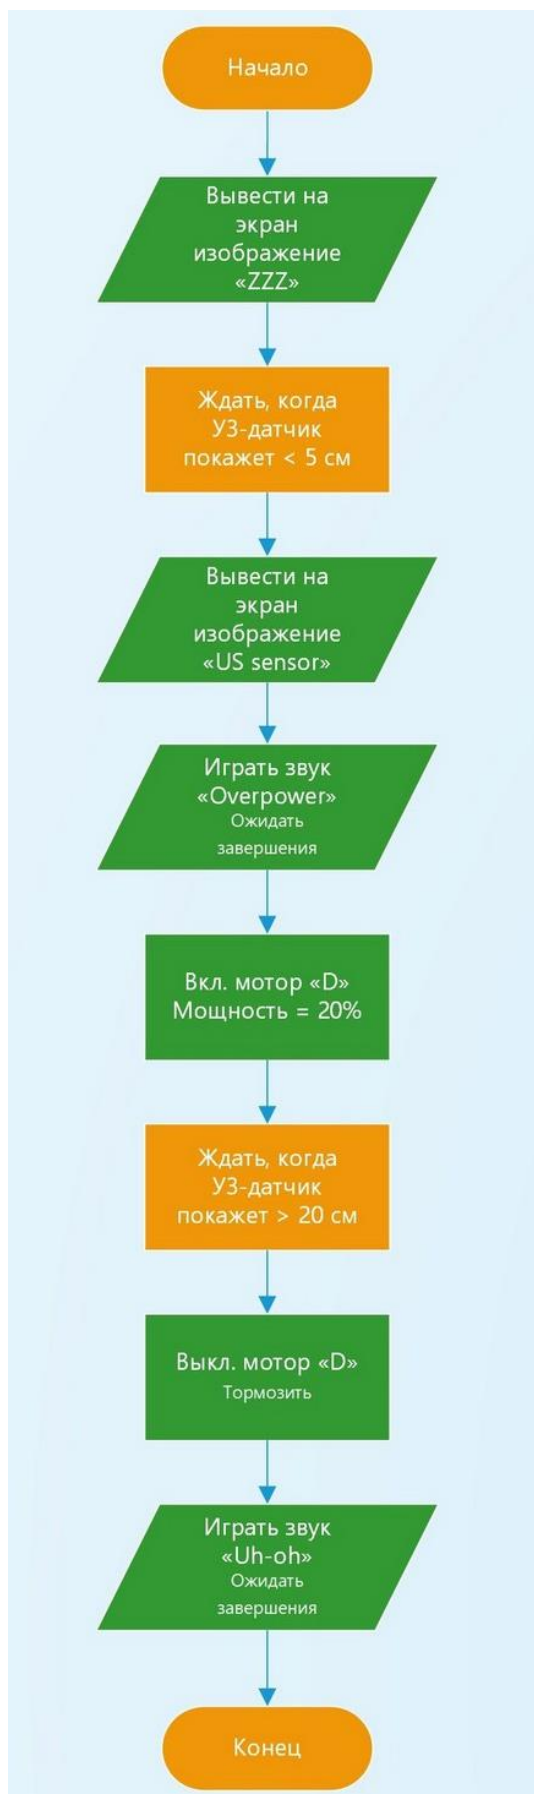 Начало
Вывести на
экран
изображение
«ZZZ»
Ждать, когда
УЗ-датчик
покажет < 5 см
Вывести на
экран
изображение
«US sensor»
Играть звук
«Overpower»
Ожидать
завершения
Вкл. мотор «D»
Мощность = 20%
Ждать, когда
УЗ-датчик
покажет > 20 см
Выкл. мотор «D»
Тормозить
Играть звук
«Uh-oh»
Ожидать
завершения
Конец